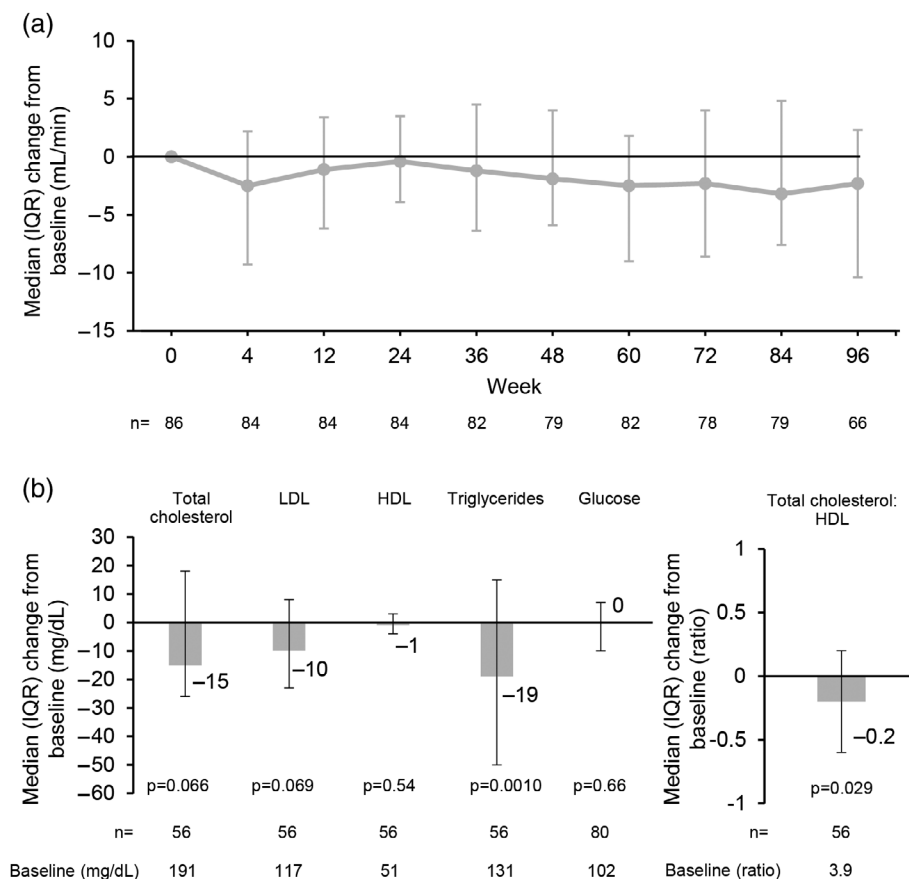 (a)
Median (IQR) change from
baseline (mL/min)
10
5
0
–5
–10
–15
0 4 12 24 36 48 60 72 84 96
Week
n= 86 84 84 84 82 79 82 78 79 66
(b)
Total
cholesterol
LDL
HDL
Triglycerides
Glucose
Median (IQR) change from
baseline (mg/dL)
30
20
10
0
–10
–20
–30
–40
–50
–60
–15
–10
–1
–19
0
p=0.066 p=0.069 p=0.54 p=0.0010 p=0.66
n= 56 56 56 56 80
Baseline (mg/dL) 191 117 51 131 102
Total cholesterol:
HDL
Median (IQR) change from
baseline (ratio)
1
0.5
0
-0.5
-1
–0.2
p=0.029
n= 56
Baseline (ratio) 3.9